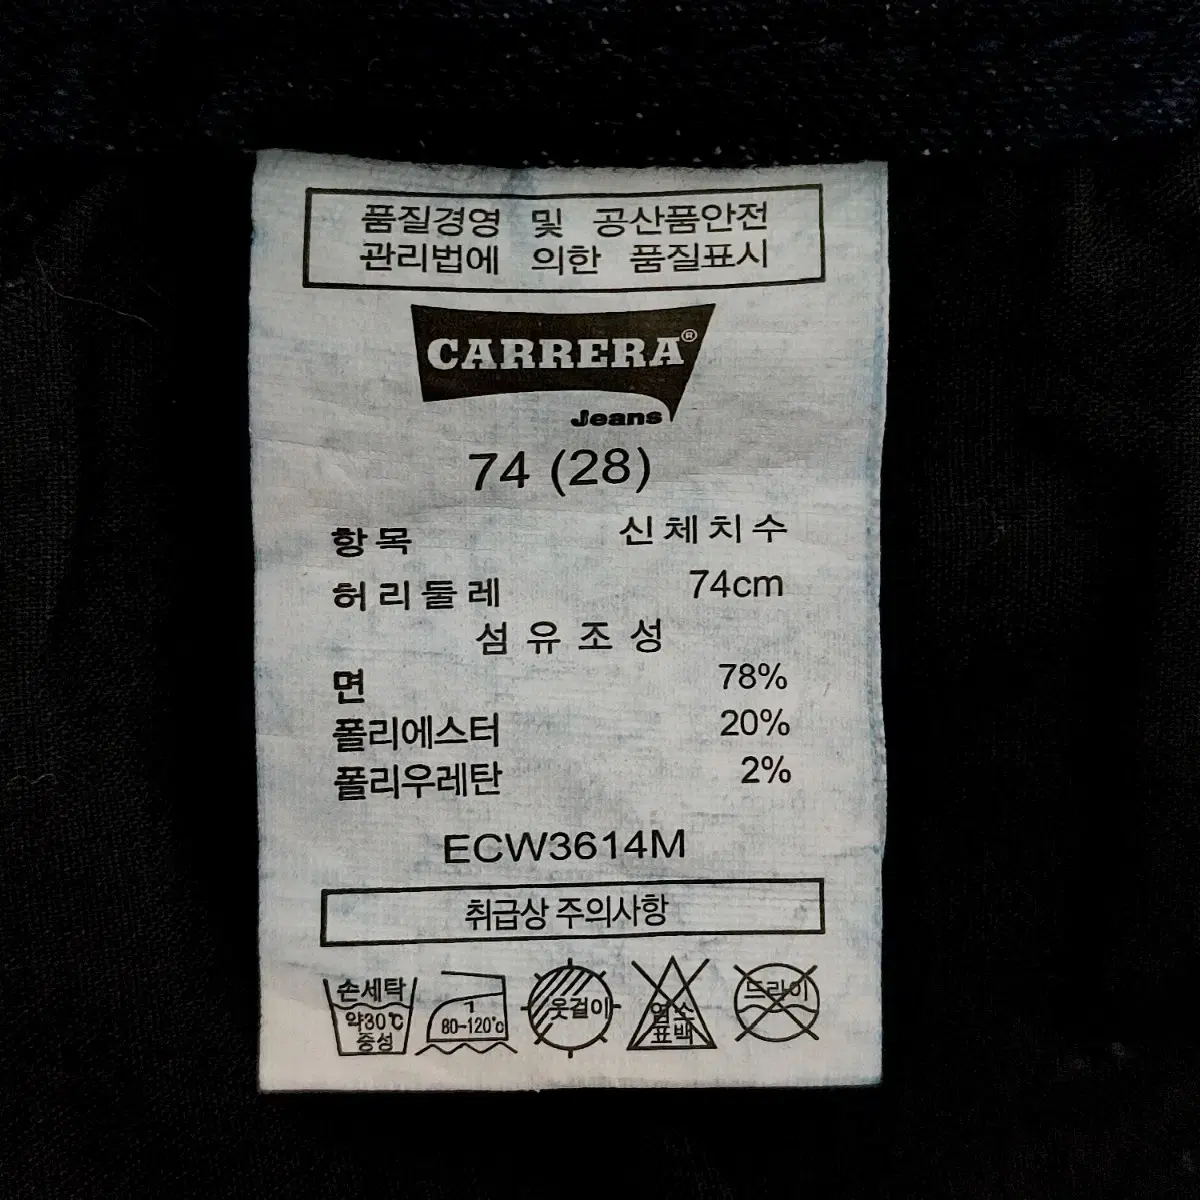 품질경영 및 공산품안전
관리법에 의한 품질표시
CARRERA®
Jeans
74 (28)
항목 신체치수
허리둘레 74cm
섬유조성
면 78%
폴리에스터 20%
폴리우레탄 2%
ECW3614M
취급상 주의사항
손세탁
약30℃
중성
80-120℃
옷걸이
염소
표백
드라이